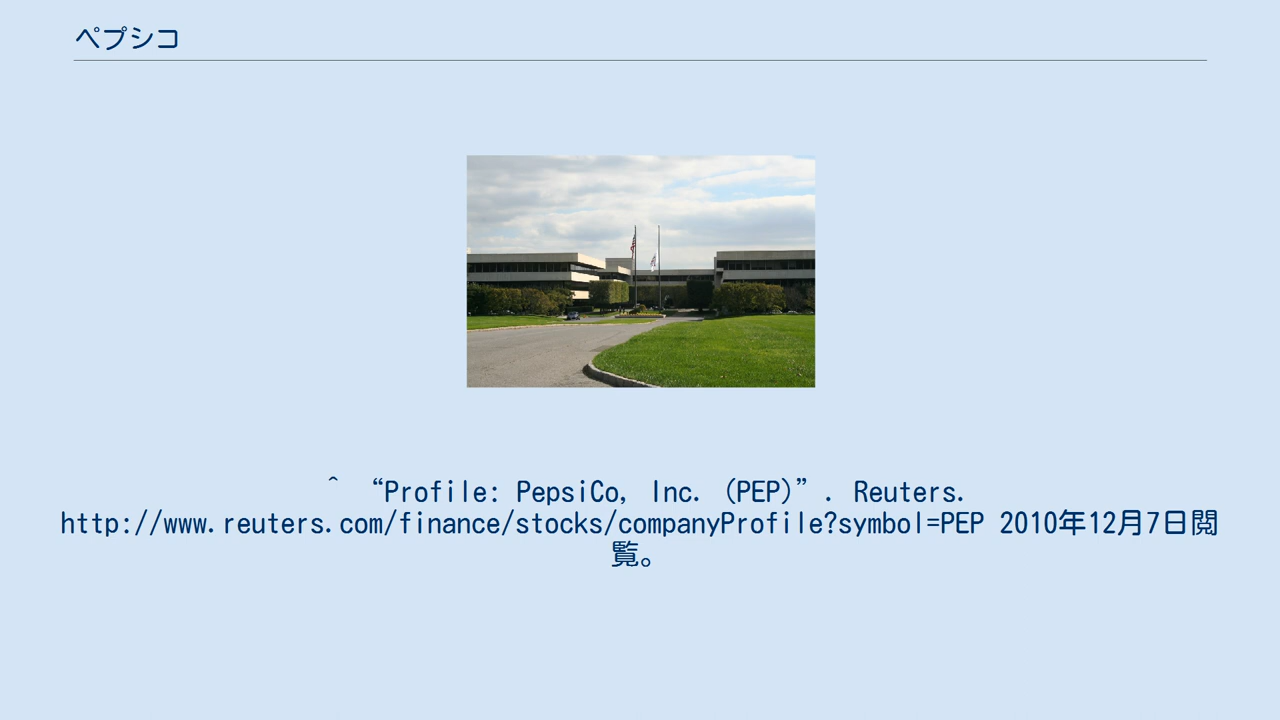 ペプシコ
^ “Profile: PepsiCo, Inc. (PEP)”. Reuters.
http://www.reuters.com/finance/stocks/companyProfile?symbol=PEP 2010年12月7日閲
覧。